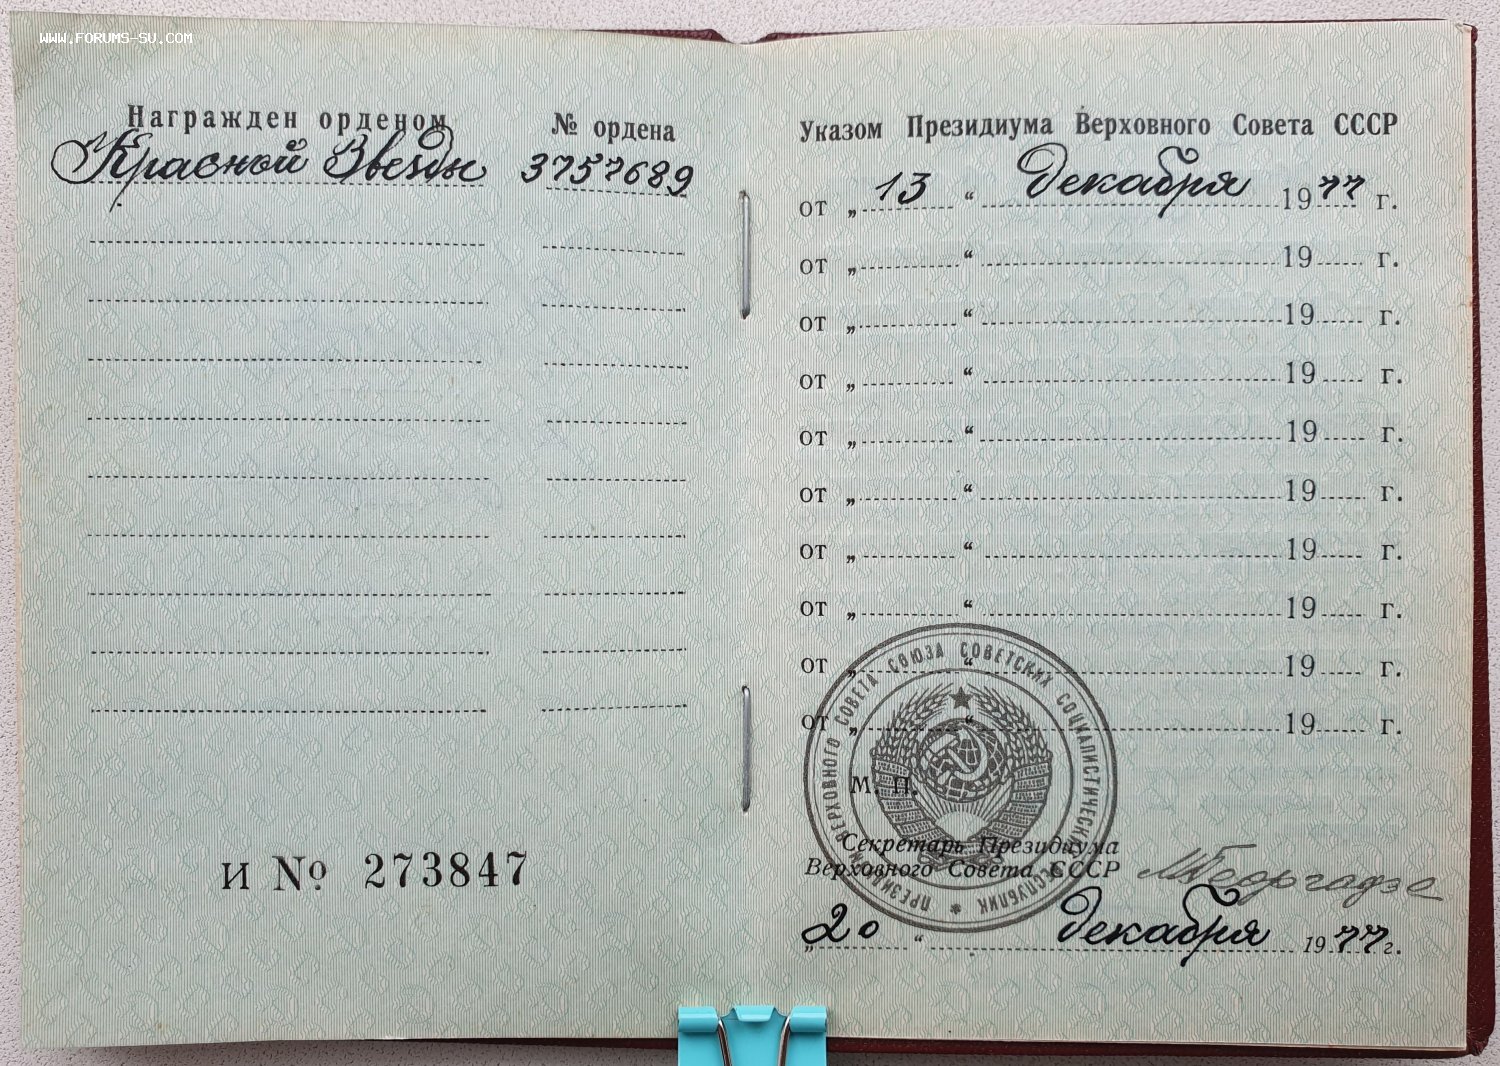 WWW.FORUMS-SU.COM
Награжден орденом № ордена
Красной Звезды 3757689
И № 273847
Указом Президиума Верховного Совета СССР
от „ 13 “ декабря 1977 г.
от „ “ 19 г.
от „ “ 19 г.
от „ “ 19 г.
от „ “ 19 г.
от „ “ 19 г.
от „ “ 19 г.
от „ “ 19 г.
от „ “ 19 г.
от „ “ 19 г.
ПРЕЗИДИУМ ВЕРХОВНОГО СОВЕТА СОЮЗА СОВЕТСКИХ СОЦИАЛИСТИЧЕСКИХ РЕСПУБЛИК
М. П.
Секретарь Президиума
Верховного Совета СССР МГеоргадзе
„20“ декабря 1977 г.